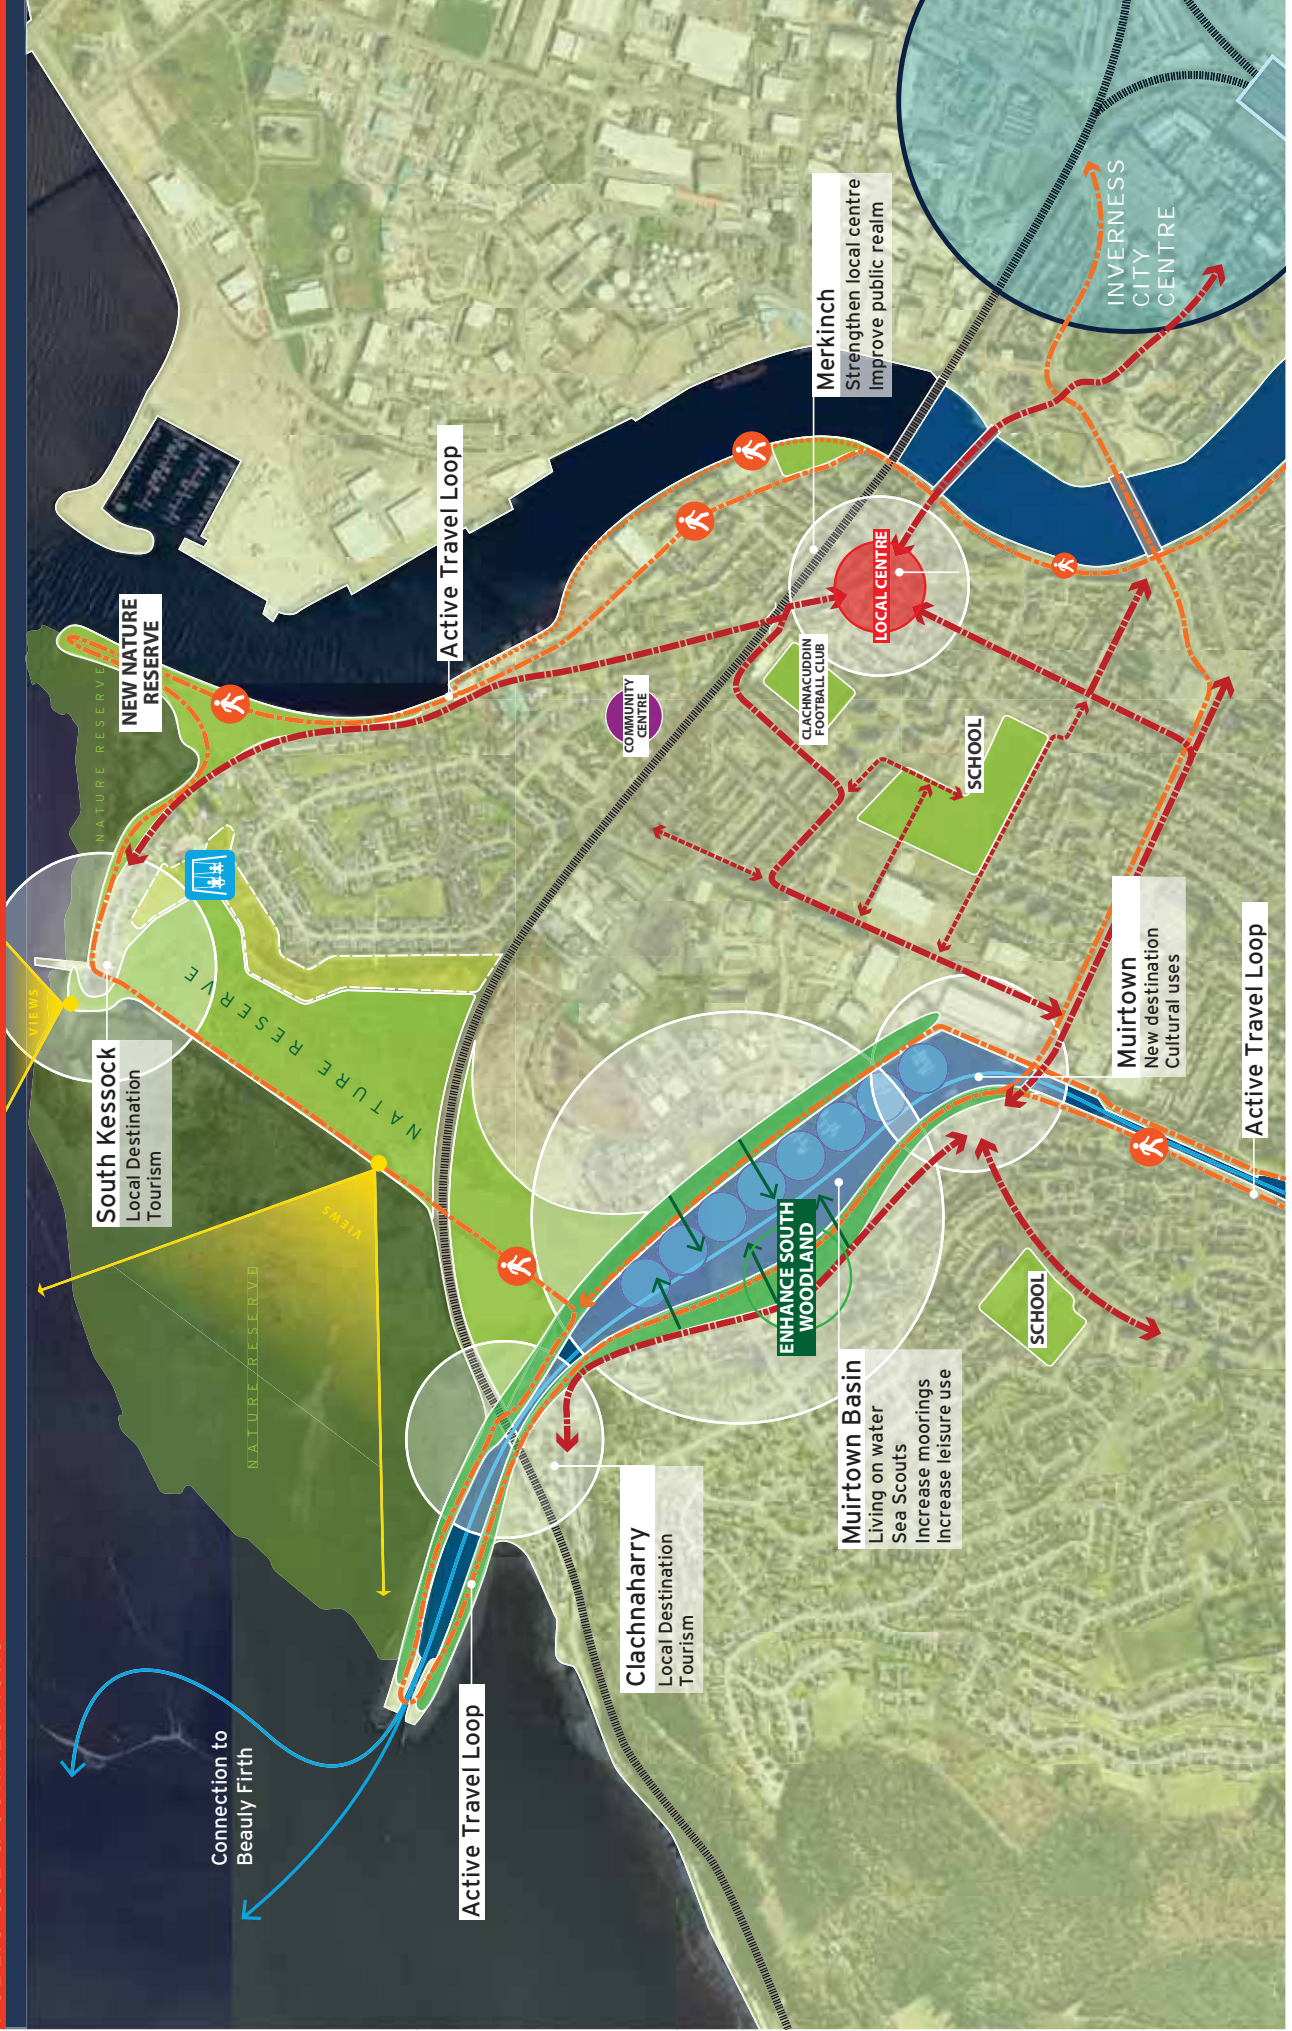 Connection to
Beauly Firth
Active Travel Loop
NATURE RESERVE
VIEWS
South Kessock
Local Destination
Tourism
VIEWS
NATURE RESERVE
NATURE RESERVE
NEW NATURE
RESERVE
Active Travel Loop
Clachnaharry
Local Destination
Tourism
COMMUNITY
CENTRE
Muirtown Basin
Living on water
Sea Scouts
Increase moorings
Increase leisure use
ENHANCE SOUTH
WOODLAND
CLACHNACUDDIN
FOOTBALL CLUB
LOCAL CENTRE
Merkinch
Strengthen local centre
Improve public realm
SCHOOL
SCHOOL
Muirtown
New destination
Cultural uses
Active Travel Loop
INVERNESS
CITY
CENTRE